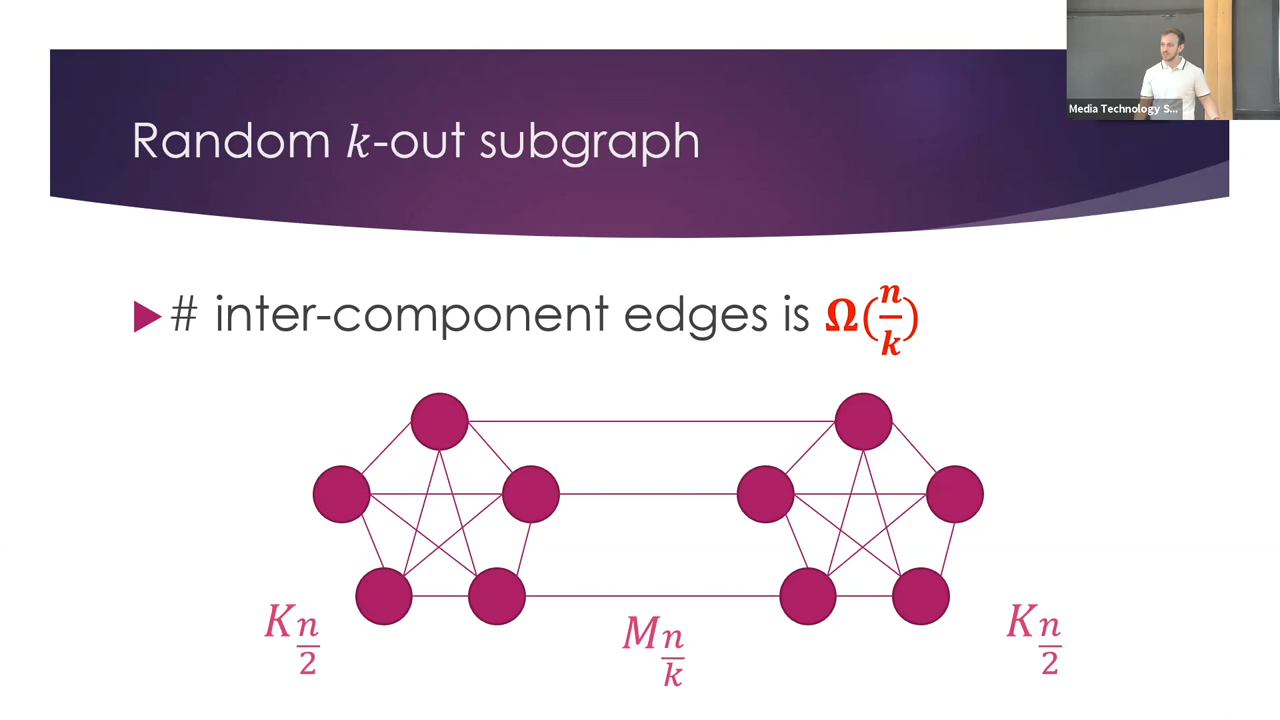 Media Technology S...
Random k-out subgraph
# inter-component edges is Ω(n/k)
K n/2
M n/k
K n/2